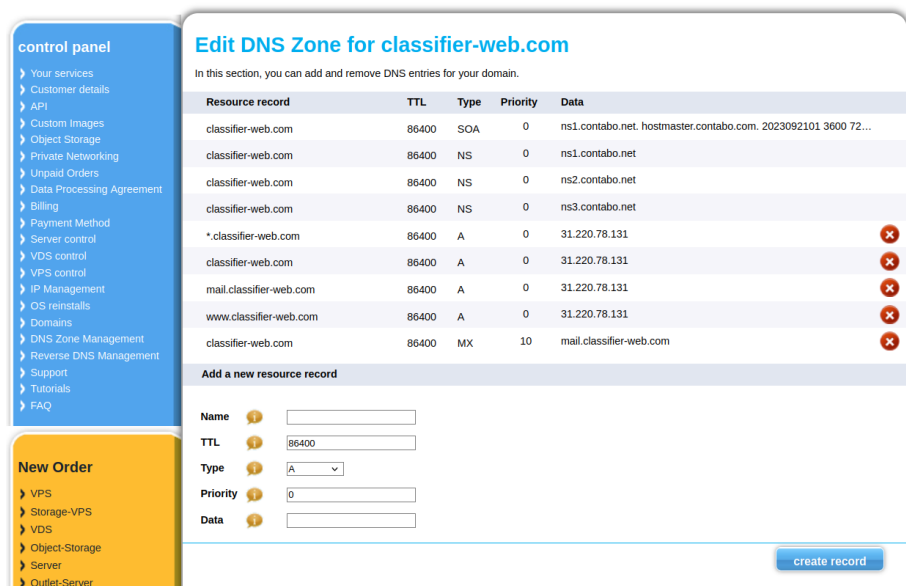 control panel
Your services
Customer details
API
Custom Images
Object Storage
Private Networking
Unpaid Orders
Data Processing Agreement
Billing
Payment Method
Server control
VDS control
VPS control
IP Management
OS reinstalls
Domains
DNS Zone Management
Reverse DNS Management
Support
Tutorials
FAQ
New Order
VPS
Storage-VPS
VDS
Object-Storage
Server
Outlet-Server
Edit DNS Zone for classifier-web.com
In this section, you can add and remove DNS entries for your domain.
Resource record TTL Type Priority Data
classifier-web.com 86400 SOA 0 ns1.contabo.net. hostmaster.contabo.com. 2023092101 3600 72…
classifier-web.com 86400 NS 0 ns1.contabo.net
classifier-web.com 86400 NS 0 ns2.contabo.net
classifier-web.com 86400 NS 0 ns3.contabo.net
*.classifier-web.com 86400 A 0 31.220.78.131
classifier-web.com 86400 A 0 31.220.78.131
mail.classifier-web.com 86400 A 0 31.220.78.131
www.classifier-web.com 86400 A 0 31.220.78.131
classifier-web.com 86400 MX 10 mail.classifier-web.com
Add a new resource record
Name
TTL 86400
Type A
Priority 0
Data
create record